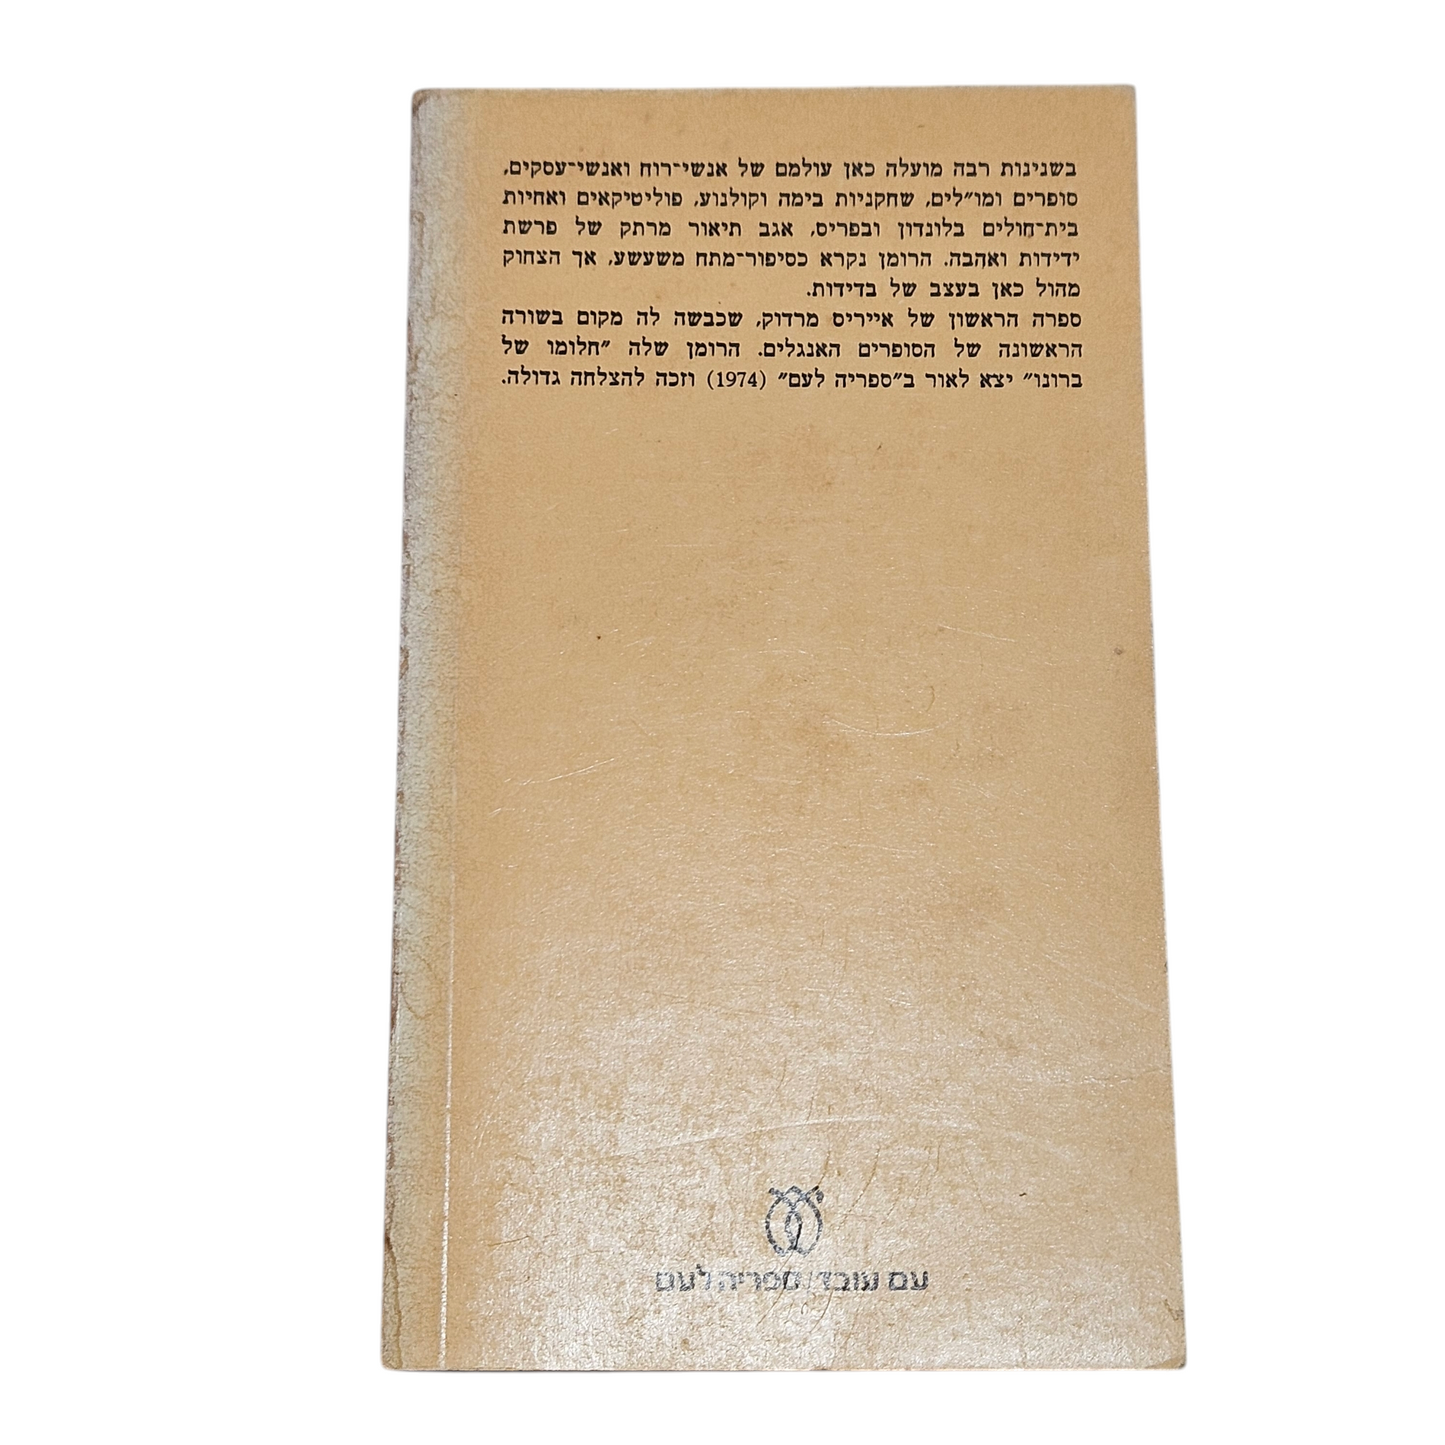 בשנינות רבה מועלה כאן עולמם של אנשי־רוח ואנשי־עסקים,
סופרים ומו״לים, שחקניות בימה וקולנוע, פוליטיקאים ואחיות
בית־חולים בלונדון ובפריס, אגב תיאור מרתק של פרשת
ידידות ואהבה. הרומן נקרא כסיפור־מתח משעשע, אך הצחוק
מהול כאן בעצב של בדידות.
ספרה הראשון של אייריס מרדוק, שכבשה לה מקום בשורה
הראשונה של הסופרים האנגלים. הרומן שלה ״חלומו של
ברונו״ יצא לאור ב״ספריה לעם״ (1974) וזכה להצלחה גדולה.
עם עובד/ספריה לעם